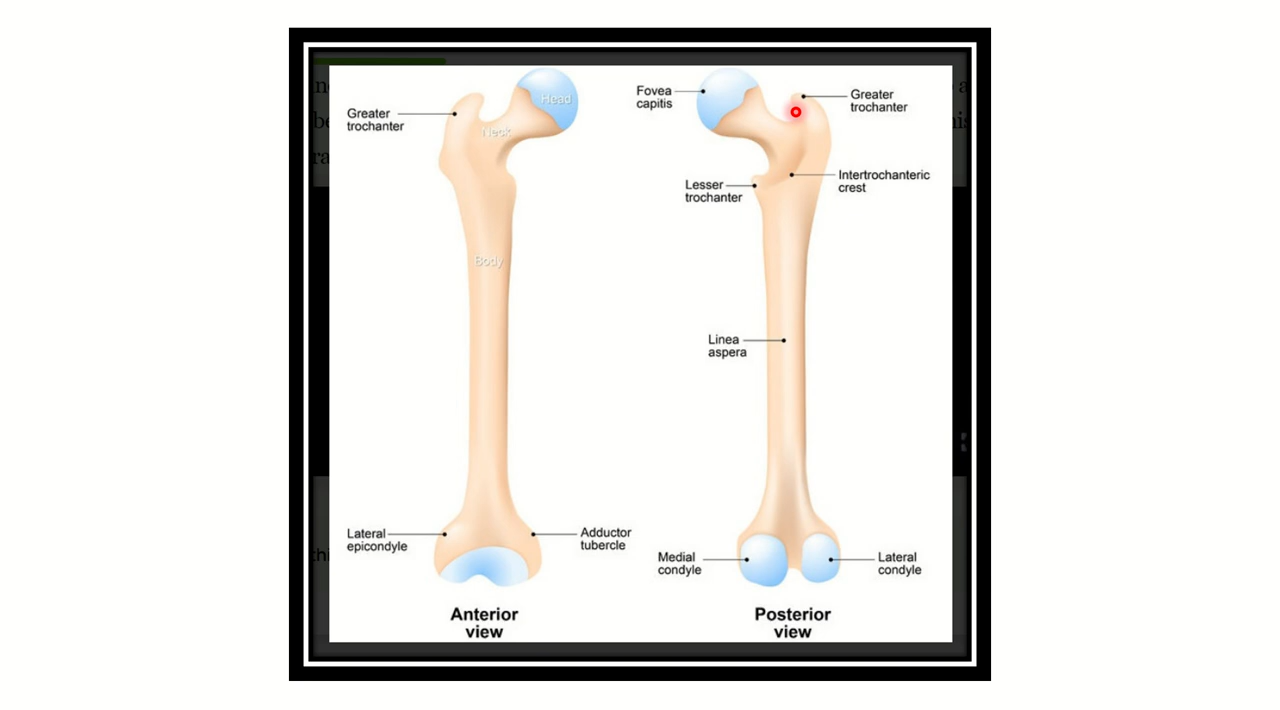 Greater
trochanter
Head
Neck
Body
Lateral
epicondyle
Adductor
tubercle
Anterior
view
Fovea
capitis
Greater
trochanter
Lesser
trochanter
Intertrochanteric
crest
Linea
aspera
Medial
condyle
Lateral
condyle
Posterior
view